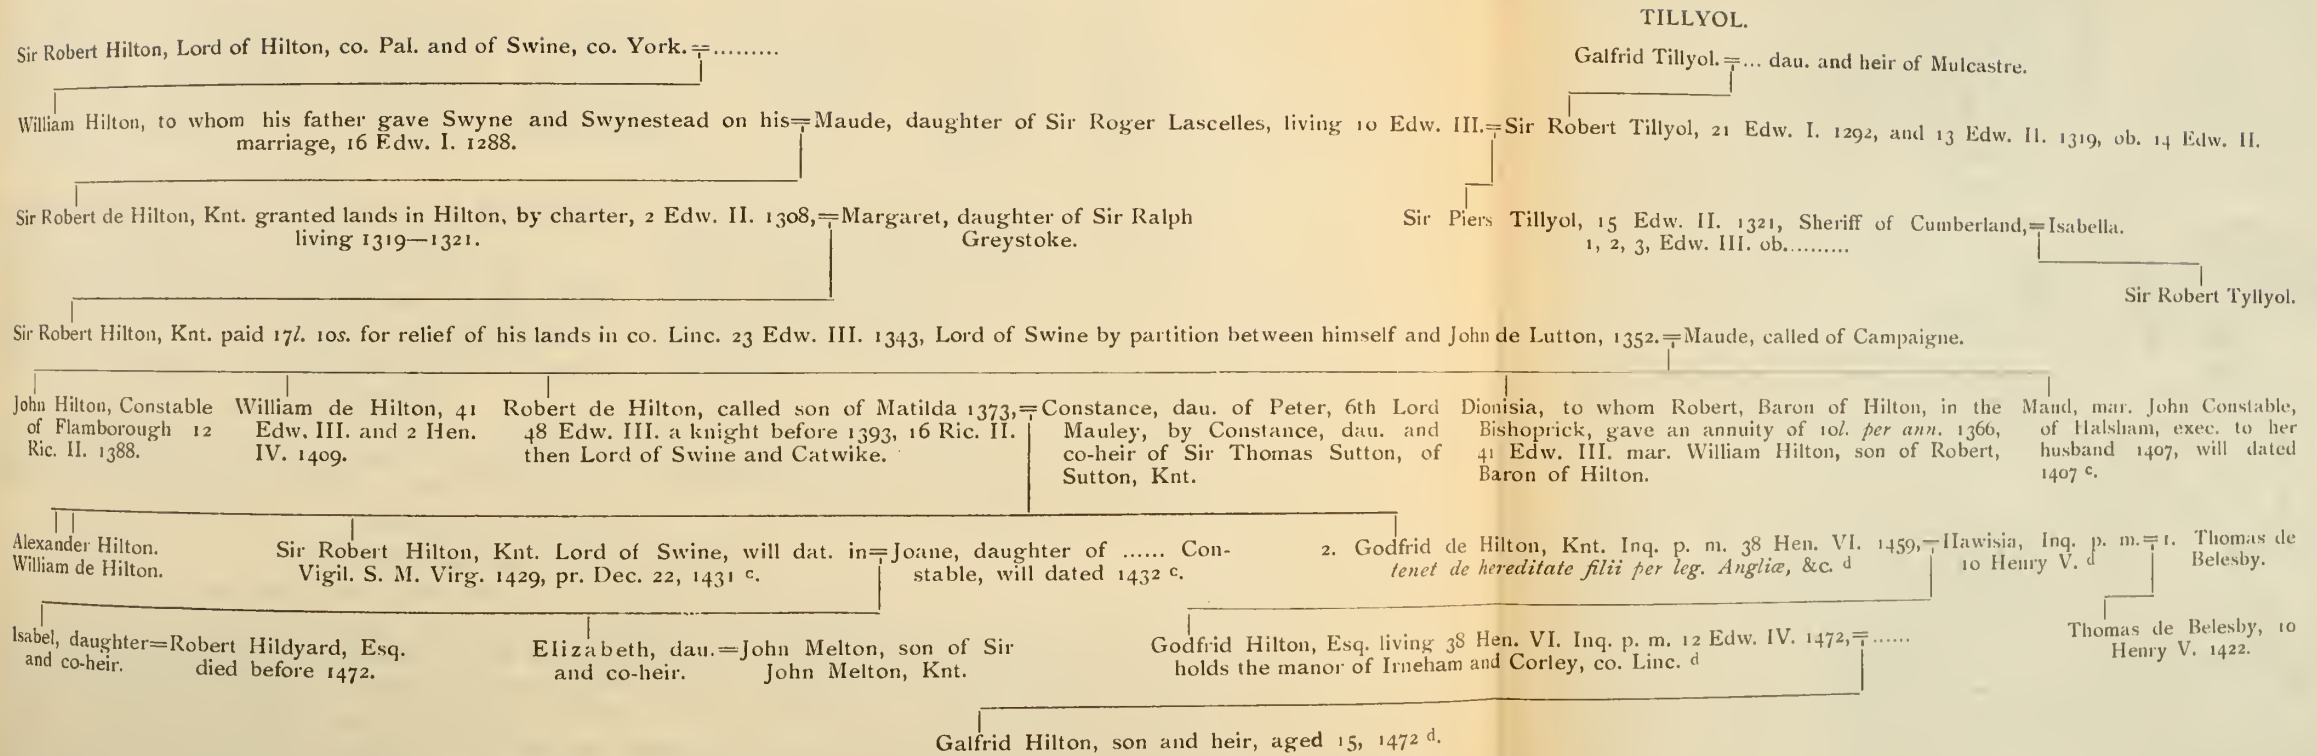 TILLYOL.
Sir Robert Hilton, Lord of Hilton, co. Pal. and of Swine, co. York.=.........
Galfrid Tillyol.=... dau. and heir of Mulcastre.
William Hilton, to whom his father gave Swyne and Swynestead on his=Maude, daughter of Sir Roger Lascelles, living 10 Edw. III.=Sir Robert Tillyol, 21 Edw. I. 1292, and 13 Edw. II. 1319, ob. 14 Edw. II.
marriage, 16 Edw. I. 1288.
Sir Robert de Hilton, Knt. granted lands in Hilton, by charter, 2 Edw. II. 1308,=Margaret, daughter of Sir Ralph
living 1319—1321.
Greystoke.
Sir Piers Tillyol, 15 Edw. II. 1321, Sheriff of Cumberland,=Isabella.
1, 2, 3, Edw. III. ob..........
Sir Robert Tyllyol.
Sir Robert Hilton, Knt. paid 17l. 10s. for relief of his lands in co. Linc. 23 Edw. III. 1343, Lord of Swine by partition between himself and John de Lutton, 1352.=Maude, called of Campaigne.
John Hilton, Constable
of Flamborough 12
Ric. II. 1388.
William de Hilton, 41
Edw. III. and 2 Hen.
IV. 1409.
Robert de Hilton, called son of Matilda 1373,=
48 Edw. III. a knight before 1393, 16 Ric. II.
then Lord of Swine and Catwike.
Constance, dau. of Peter, 6th Lord
Mauley, by Constance, dau. and
co-heir of Sir Thomas Sutton, of
Sutton, Knt.
Dionisia, to whom Robert, Baron of Hilton, in the
Bishoprick, gave an annuity of 10l. per ann. 1366,
41 Edw. III. mar. William Hilton, son of Robert,
Baron of Hilton.
Maud, mar. John Constable,
of Halsham, exec. to her
husband 1407, will dated
1407 c.
Alexander Hilton.
William de Hilton.
Sir Robert Hilton, Knt. Lord of Swine, will dat. in=
Vigil. S. M. Virg. 1429, pr. Dec. 22, 1431 c.
Joane, daughter of ...... Con-
stable, will dated 1432 c.
2. Godfrid de Hilton, Knt. Inq. p. m. 38 Hen. VI. 1459,=
tenet de hereditate filii per leg. Angliæ, &c. d
Hawisia, Inq. p. m.=
10 Henry V. d
1. Thomas de
Belesby.
Isabel, daughter=
and co-heir.
Robert Hildyard, Esq.
died before 1472.
Elizabeth, dau.=
and co-heir.
John Melton, son of Sir
John Melton, Knt.
Godfrid Hilton, Esq. living 38 Hen. VI. Inq. p. m. 12 Edw. IV. 1472,=......
holds the manor of Irneham and Corley, co. Linc. d
Thomas de Belesby, 10
Henry V. 1422.
Galfrid Hilton, son and heir, aged 15, 1472 d.